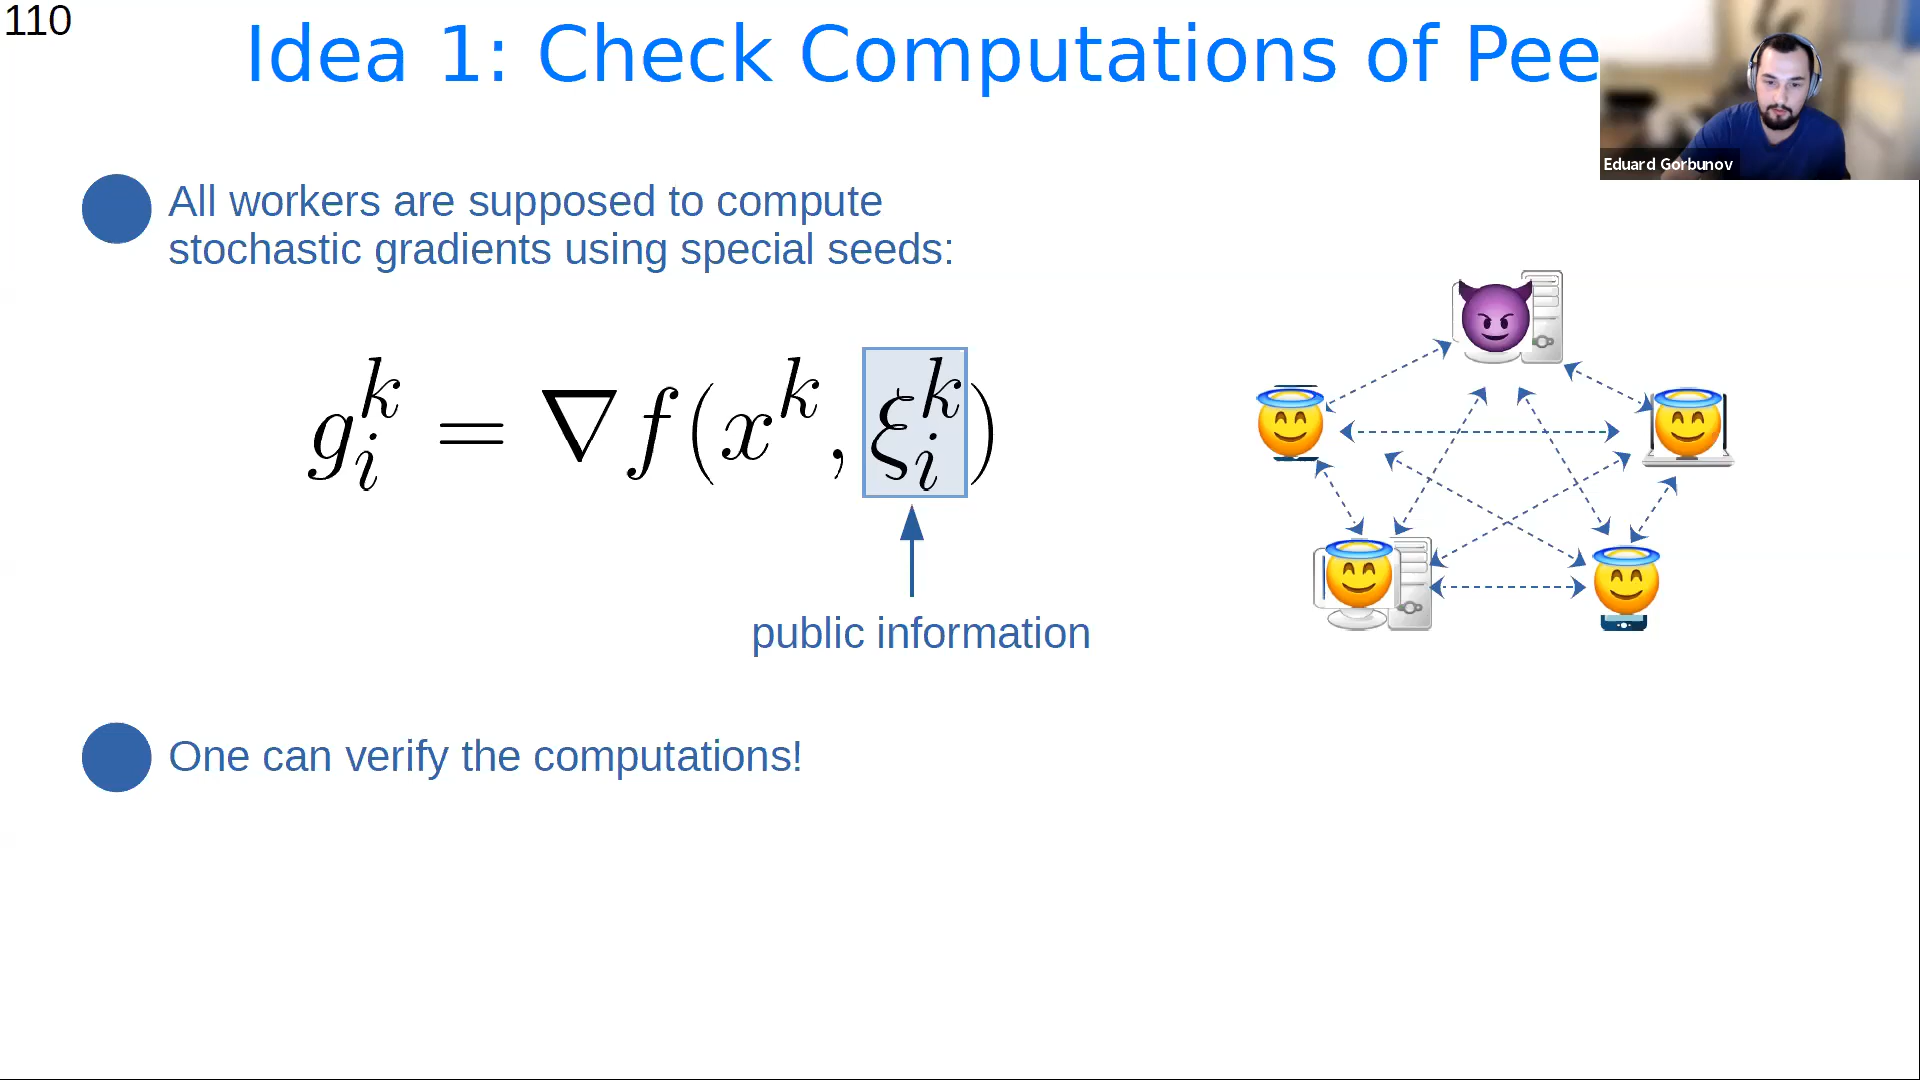 110
Idea 1: Check Computations of Pee
Eduard Gorbunov
All workers are supposed to compute
stochastic gradients using special seeds:
g_i^k = ∇f(x^k, ξ_i^k)
public information
One can verify the computations!